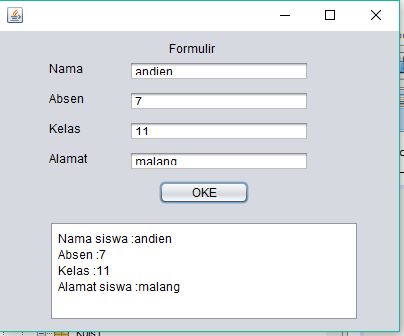 Formulir
Nama andien
Absen 7
Kelas 11
Alamat malang
OKE
Nama siswa :andien
Absen :7
Kelas :11
Alamat siswa :malang